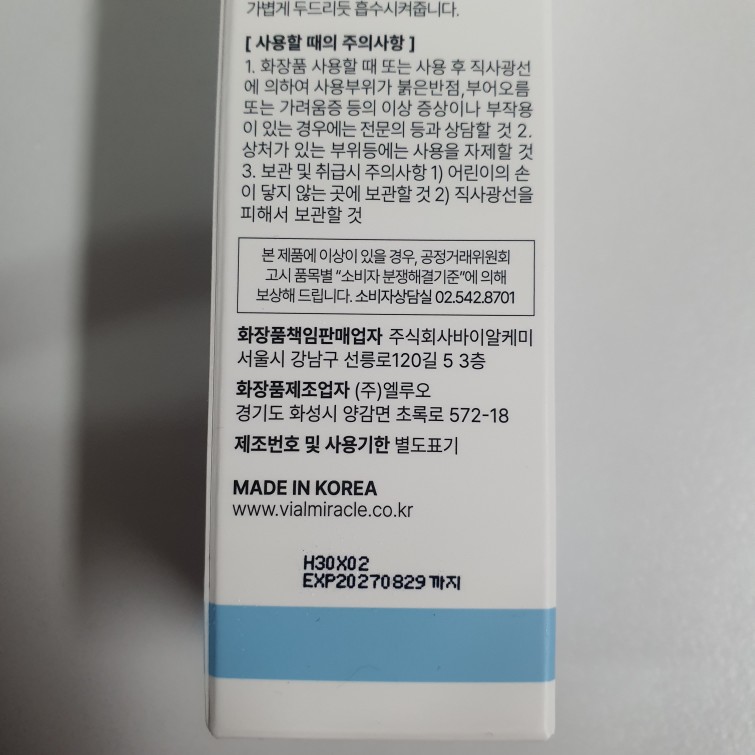 가볍게 두드리듯 흡수시켜줍니다.
[ 사용할 때의 주의사항 ]
1. 화장품 사용할 때 또는 사용 후 직사광선
에 의하여 사용부위가 붉은반점,부어오름
또는 가려움증 등의 이상 증상이나 부작용
이 있는 경우에는 전문의 등과 상담할 것 2.
상처가 있는 부위등에는 사용을 자제할 것
3. 보관 및 취급시 주의사항 1) 어린이의 손
이 닿지 않는 곳에 보관할 것 2) 직사광선을
피해서 보관할 것
본 제품에 이상이 있을 경우, 공정거래위원회
고시 품목별 “소비자 분쟁해결기준”에 의해
보상해 드립니다. 소비자상담실 02.542.8701
화장품책임판매업자 주식회사바이알케미
서울시 강남구 선릉로120길 5 3층
화장품제조업자 (주)엘루오
경기도 화성시 양감면 초록로 572-18
제조번호 및 사용기한 별도표기
MADE IN KOREA
www.vialmiracle.co.kr
H30X02
EXP20270829까지